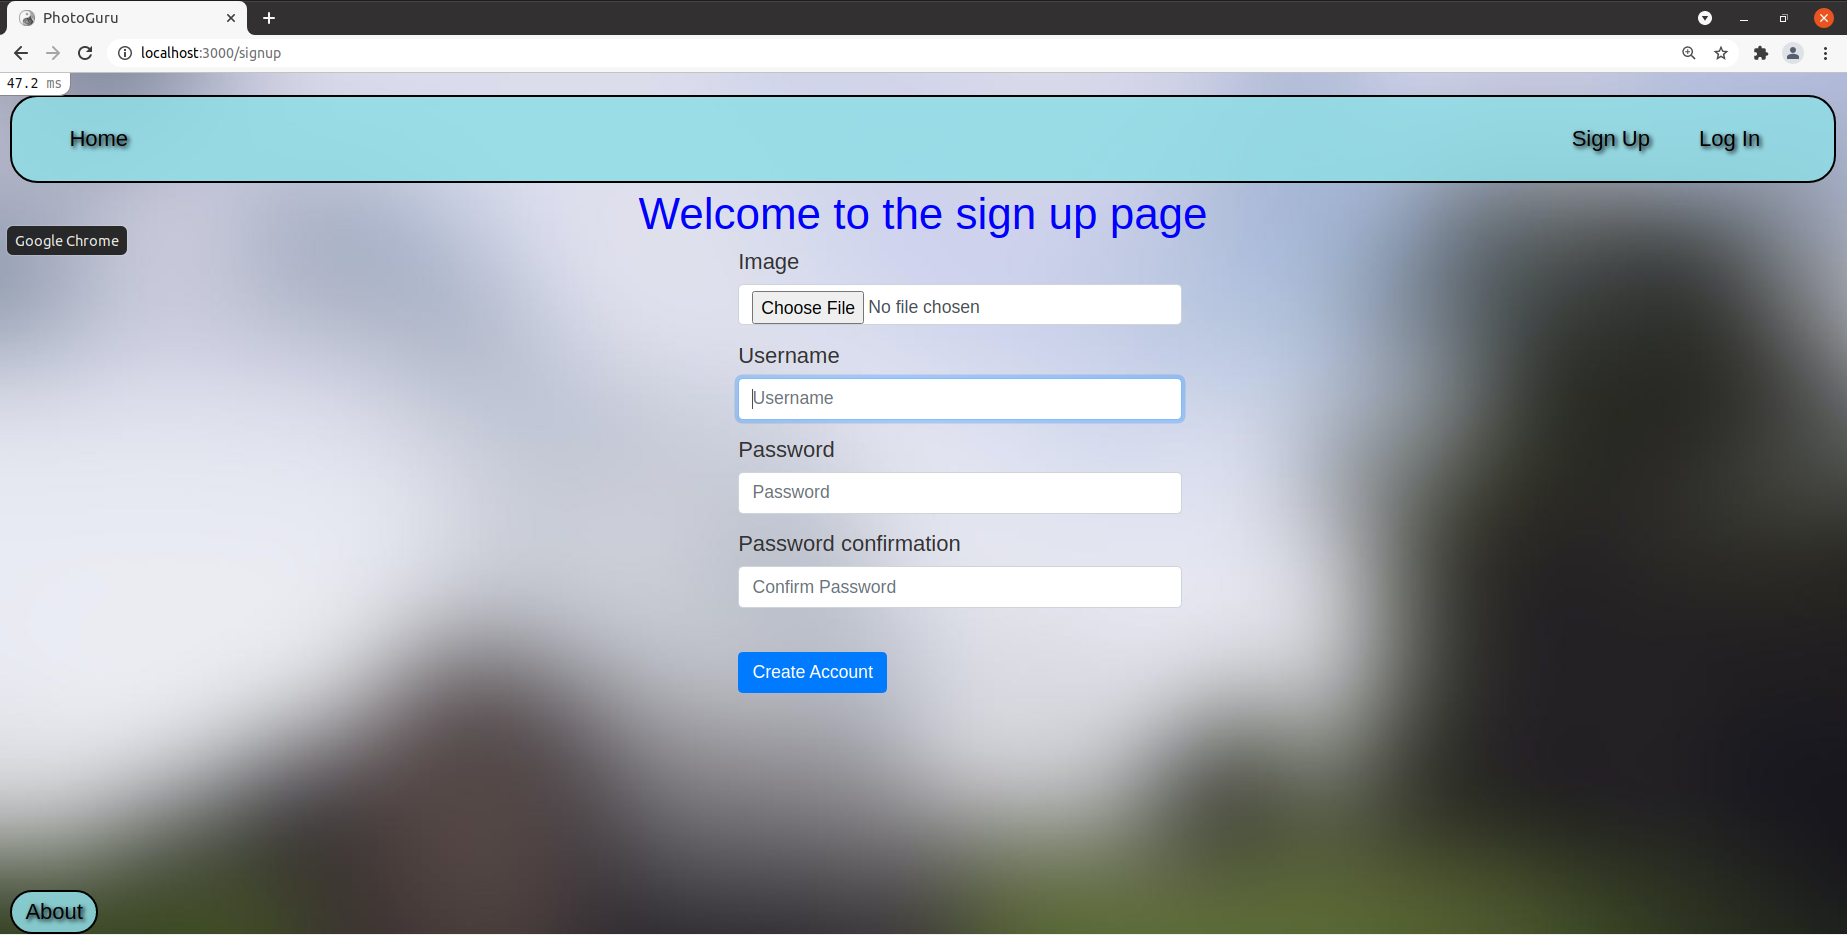 PhotoGuru
localhost:3000/signup
47.2 ms
Home
Sign Up
Log In
Welcome to the sign up page
Google Chrome
Image
Choose File No file chosen
Username
Username
Password
Password
Password confirmation
Confirm Password
Create Account
About